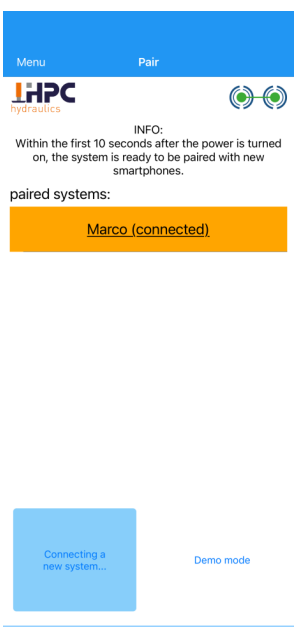 Menu
Pair
HPC
hydraulics
INFO:
Within the first 10 seconds after the power is turned
on, the system is ready to be paired with new
smartphones.
paired systems:
Marco (connected)
Connecting a
new system...
Demo mode